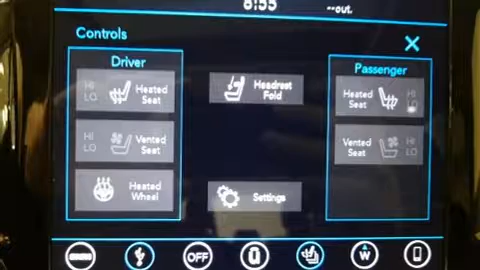 8:55
Controls
Driver
Passenger
HI
LO
Heated
Seat
Headrest
Fold
Heated
Seat
HI
LO
HI
LO
Vented
Seat
Vented
Seat
HI
LO
Heated
Wheel
Settings
OFF
W